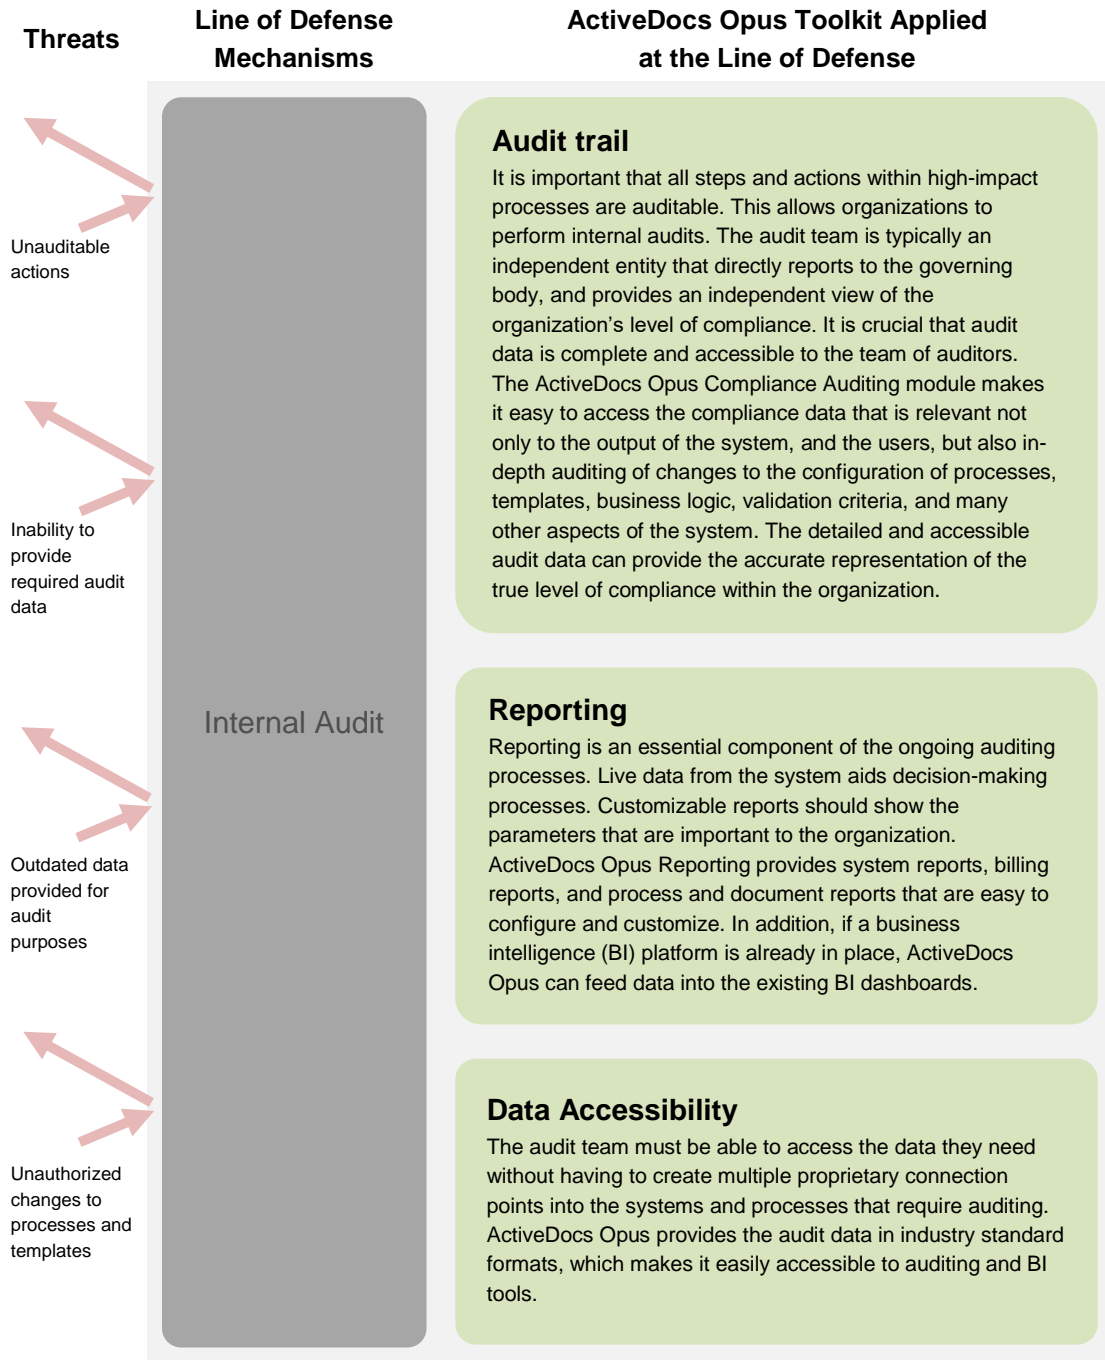 Threats
Line of Defense
Mechanisms
ActiveDocs Opus Toolkit Applied
at the Line of Defense
Unauditable
actions
Inability to
provide
required audit
data
Outdated data
provided for
audit
purposes
Unauthorized
changes to
processes and
templates
Internal Audit
Audit trail
It is important that all steps and actions within high-impact
processes are auditable. This allows organizations to
perform internal audits. The audit team is typically an
independent entity that directly reports to the governing
body, and provides an independent view of the
organization’s level of compliance. It is crucial that audit
data is complete and accessible to the team of auditors.
The ActiveDocs Opus Compliance Auditing module makes
it easy to access the compliance data that is relevant not
only to the output of the system, and the users, but also in-
depth auditing of changes to the configuration of processes,
templates, business logic, validation criteria, and many
other aspects of the system. The detailed and accessible
audit data can provide the accurate representation of the
true level of compliance within the organization.
Reporting
Reporting is an essential component of the ongoing auditing
processes. Live data from the system aids decision-making
processes. Customizable reports should show the
parameters that are important to the organization.
ActiveDocs Opus Reporting provides system reports, billing
reports, and process and document reports that are easy to
configure and customize. In addition, if a business
intelligence (BI) platform is already in place, ActiveDocs
Opus can feed data into the existing BI dashboards.
Data Accessibility
The audit team must be able to access the data they need
without having to create multiple proprietary connection
points into the systems and processes that require auditing.
ActiveDocs Opus provides the audit data in industry standard
formats, which makes it easily accessible to auditing and BI
tools.